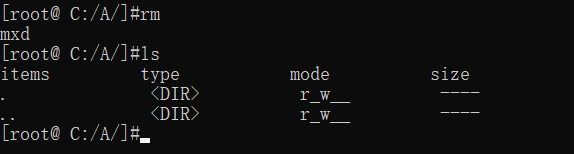 [root@ C:/A/]#rm
mxd
[root@ C:/A/]#ls
items type mode size
. <DIR> r_w__ ----
.. <DIR> r_w__ ----
[root@ C:/A/]#